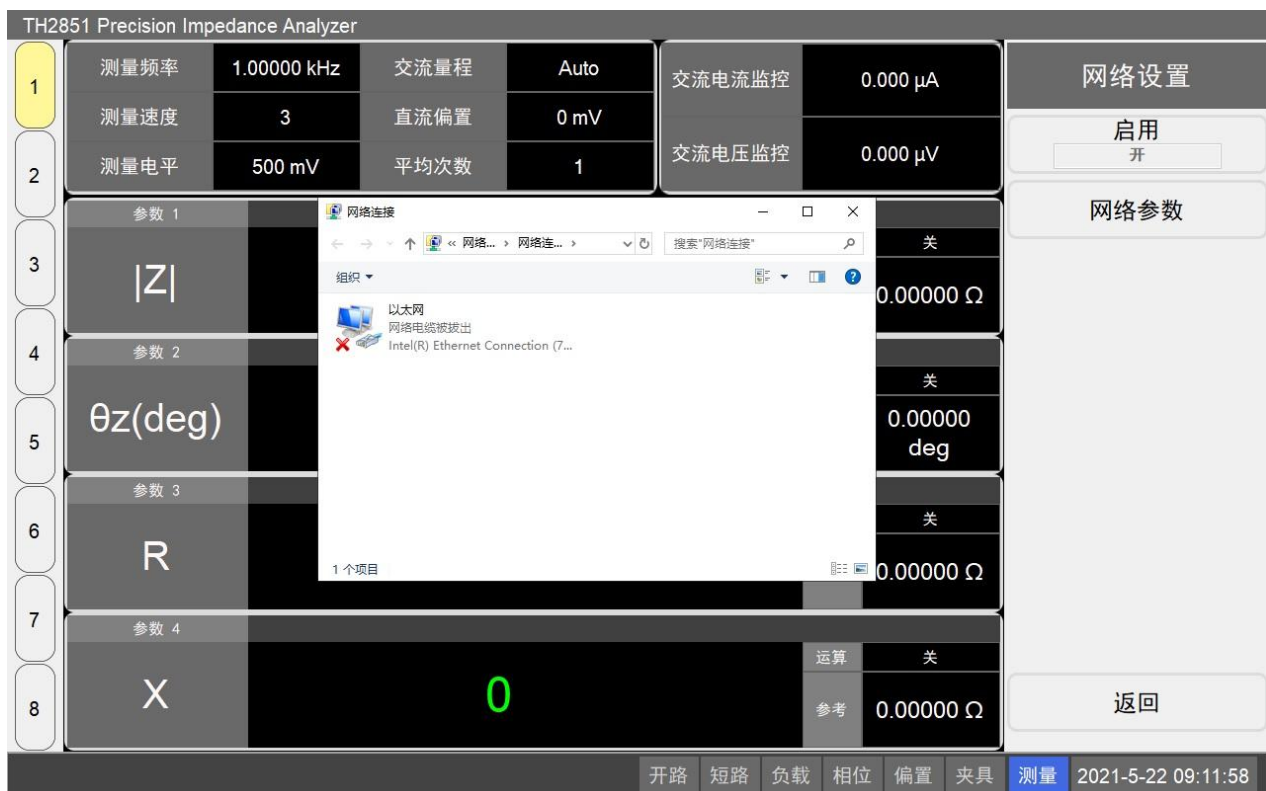 TH2851 Precision Impedance Analyzer
1
2
3
4
5
6
7
8
测量频率 1.00000 kHz 交流量程 Auto
测量速度 3 直流偏置 0 mV
测量电平 500 mV 平均次数 1
交流电流监控 0.000 µA
交流电压监控 0.000 µV
参数 1
|Z|
关
0.00000 Ω
参数 2
θz(deg)
关
0.00000
deg
参数 3
R
关
0.00000 Ω
参数 4
X
0
运算 关
参考 0.00000 Ω
网络连接
« 网络... › 网络连... ›
搜索"网络连接"
组织
以太网
网络电缆被拔出
Intel(R) Ethernet Connection (7...
1 个项目
网络设置
启用
开
网络参数
返回
开路 短路 负载 相位 偏置 夹具 测量 2021-5-22 09:11:58